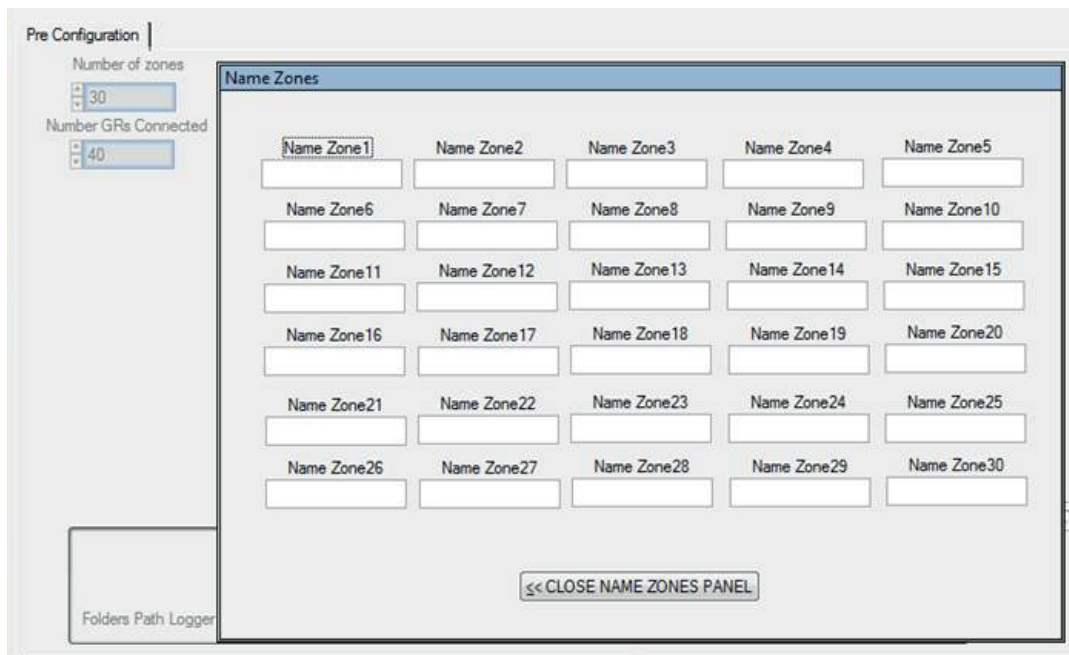 Pre Configuration
Number of zones
30
Number GRs Connected
40
Name Zones
Name Zone1 Name Zone2 Name Zone3 Name Zone4 Name Zone5
Name Zone6 Name Zone7 Name Zone8 Name Zone9 Name Zone10
Name Zone11 Name Zone12 Name Zone13 Name Zone14 Name Zone15
Name Zone16 Name Zone17 Name Zone18 Name Zone19 Name Zone20
Name Zone21 Name Zone22 Name Zone23 Name Zone24 Name Zone25
Name Zone26 Name Zone27 Name Zone28 Name Zone29 Name Zone30
<< CLOSE NAME ZONES PANEL
Folders Path Logger